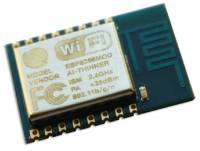 Wi Fi
MODEL ESP8266MOD
VENDOR AI-THINKER
ISM 2.4GHz
PA +25dBm
802.11b/g/n
FC